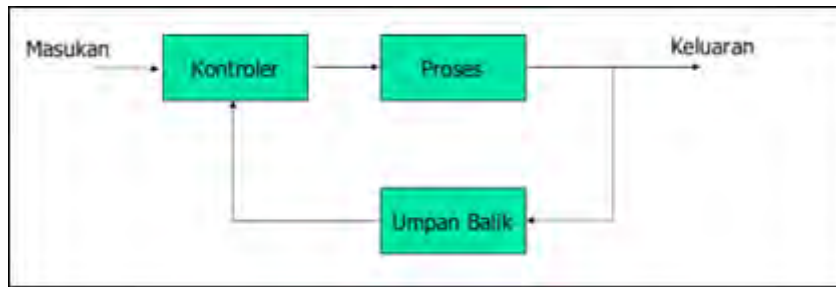 Masukan
Kontroler
Proses
Keluaran
Umpan Balik